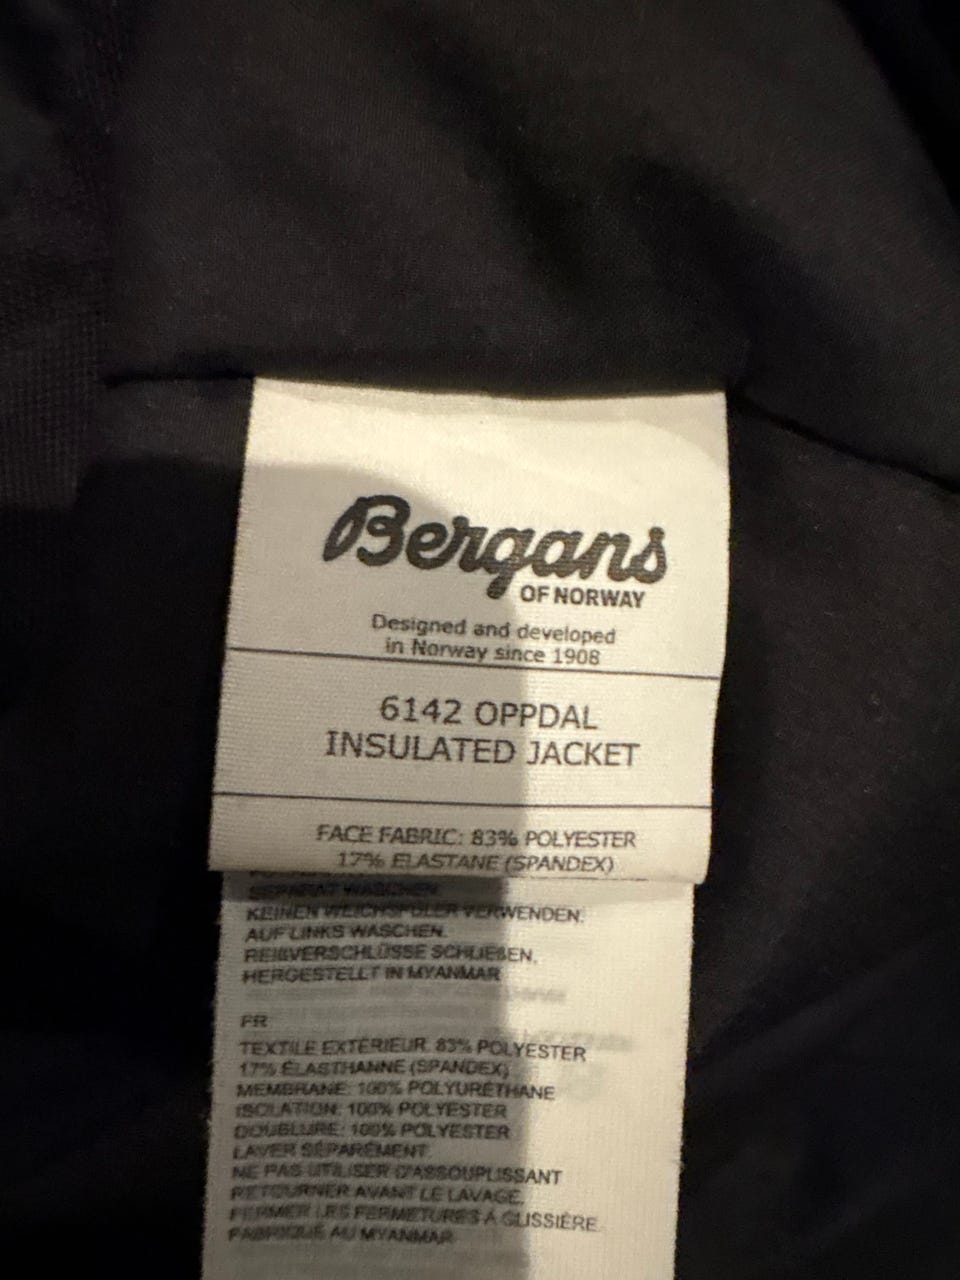 Bergans
OF NORWAY
Designed and developed
in Norway since 1908
6142 OPPDAL
INSULATED JACKET
FACE FABRIC: 83% POLYESTER
17% ELASTANE (SPANDEX)
SEPARAT WASCHEN
KEINEN WEICHSPÜLER VERWENDEN.
AUF LINKS WASCHEN.
REIßVERSCHLÜSSE SCHLIEßEN.
HERGESTELLT IN MYANMAR
FR
TEXTILE EXTÉRIEUR: 83% POLYESTER
17% ÉLASTHANNE (SPANDEX)
MEMBRANE: 100% POLYURÉTHANE
ISOLATION: 100% POLYESTER
DOUBLURE: 100% POLYESTER
LAVER SÉPARÉMENT.
NE PAS UTILISER D'ASSOUPLISSANT
RETOURNER AVANT LE LAVAGE.
FERMER LES FERMETURES À GLISSIÈRE.
FABRIQUÉ AU MYANMAR